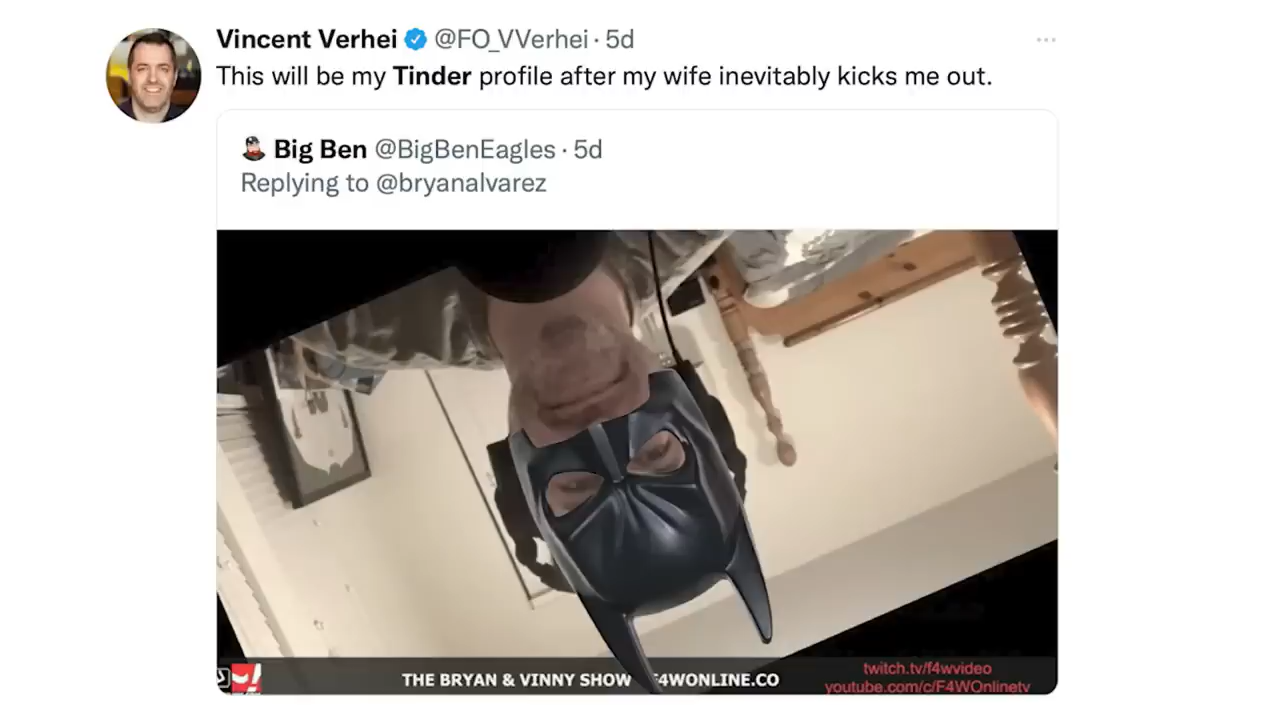 Vincent Verhei @FO_VVerhei · 5d
This will be my Tinder profile after my wife inevitably kicks me out.
Big Ben @BigBenEagles · 5d
Replying to @bryanalvarez
twitch.tv/f4wvideo
THE BRYAN & VINNY SHOW F4WONLINE.CO
youtube.com/c/F4WOnlinetv